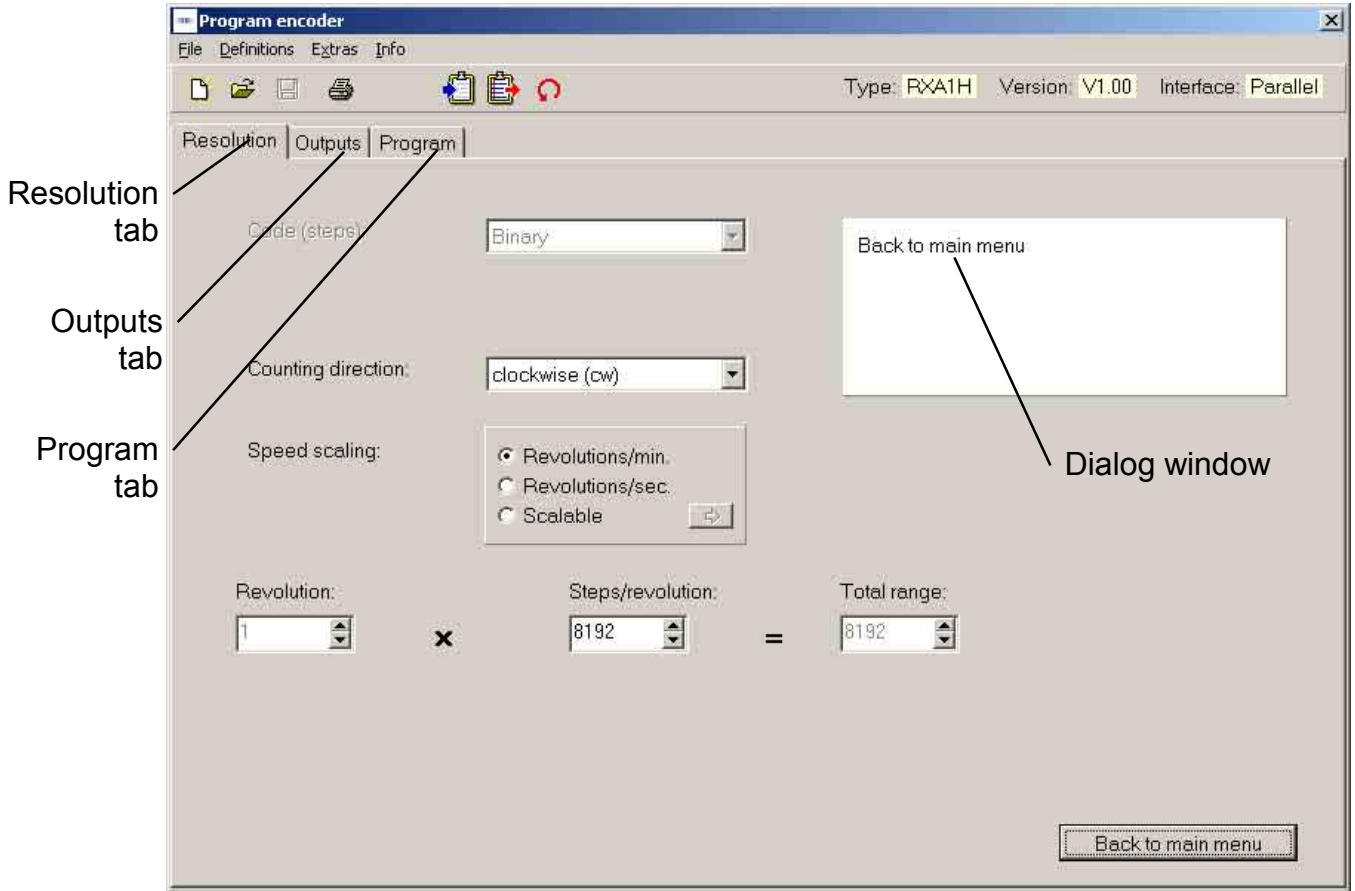 Program encoder
File Definitions Extras Info
Type: RXA1H Version: V1.00 Interface: Parallel
Resolution Outputs Program
Resolution
tab
Outputs
tab
Program
tab
Code (steps):
Binary
Back to main menu
Counting direction:
clockwise (cw)
Speed scaling:
Revolutions/min.
Revolutions/sec.
Scalable
Dialog window
Revolution: Steps/revolution: Total range:
1 x 8192 = 8192
Back to main menu